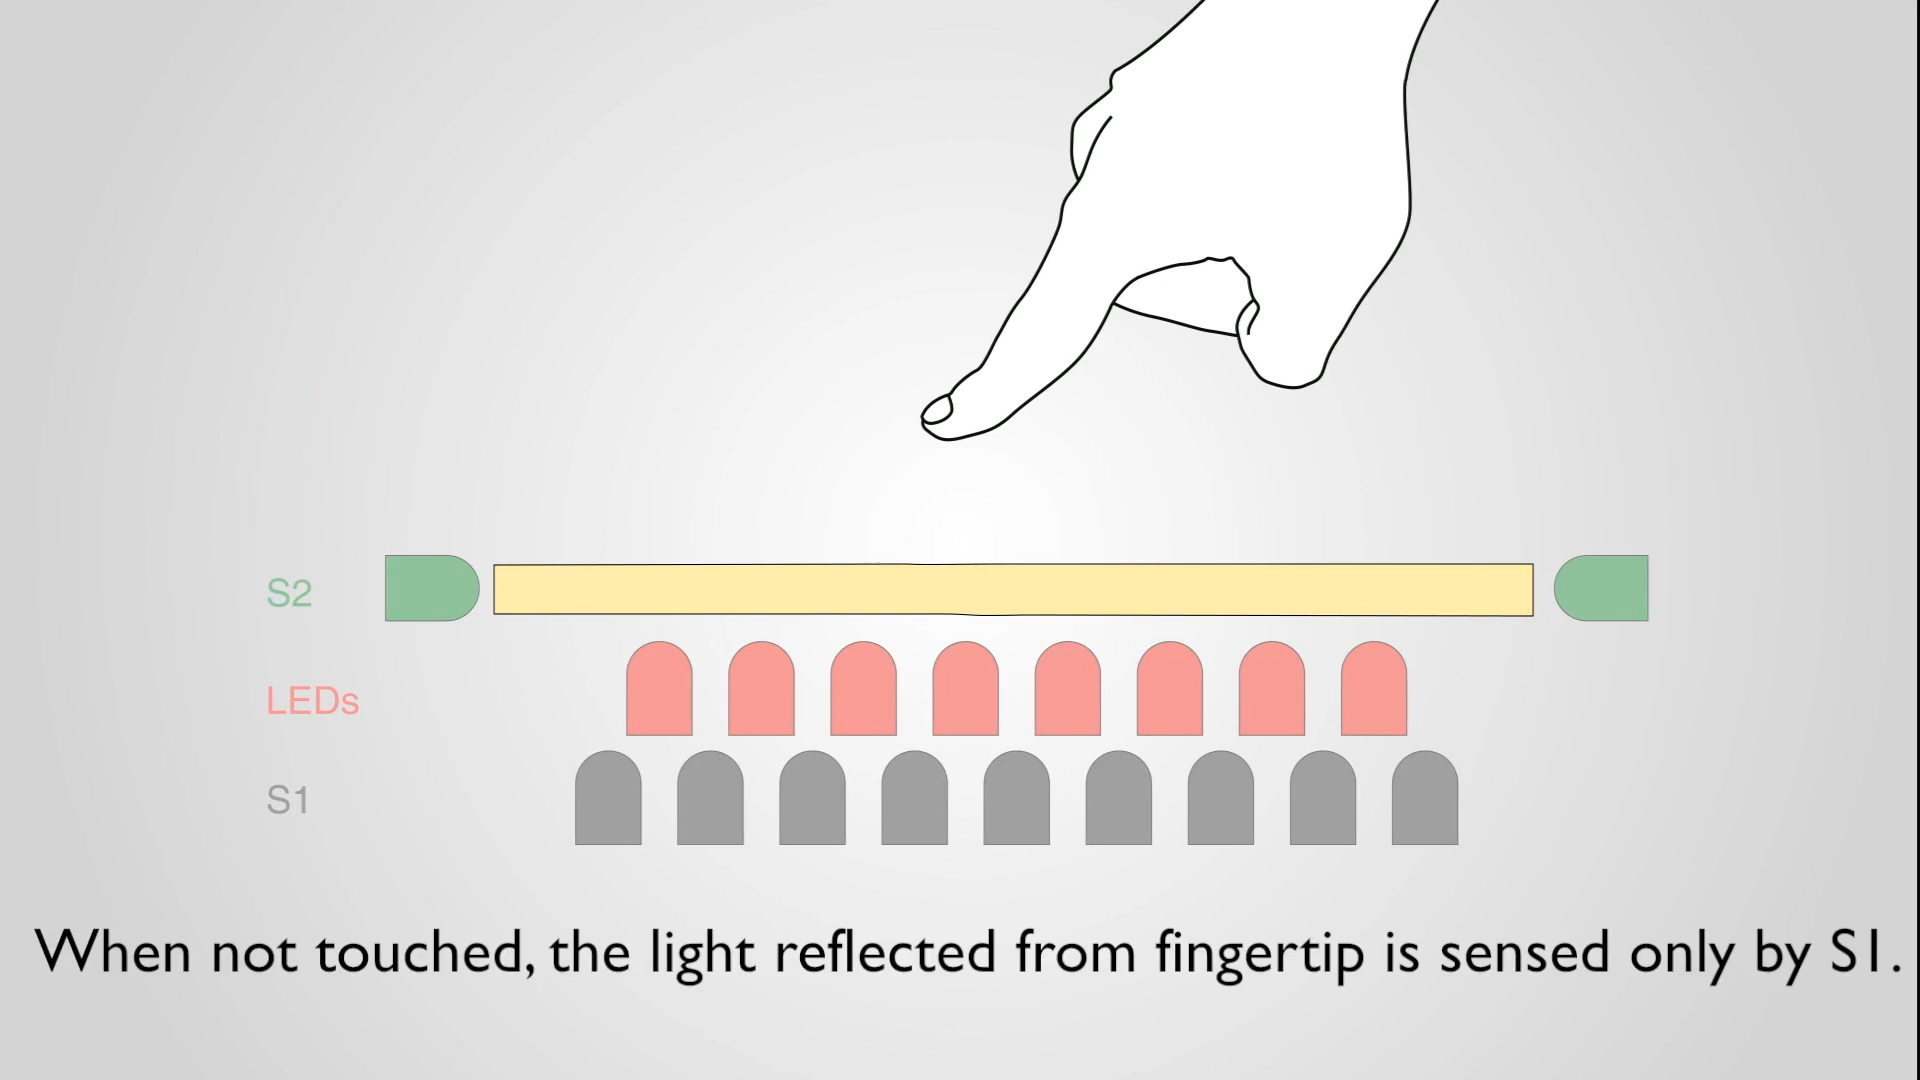 S2
LEDs
S1
When not touched, the light reflected from fingertip is sensed only by S1.